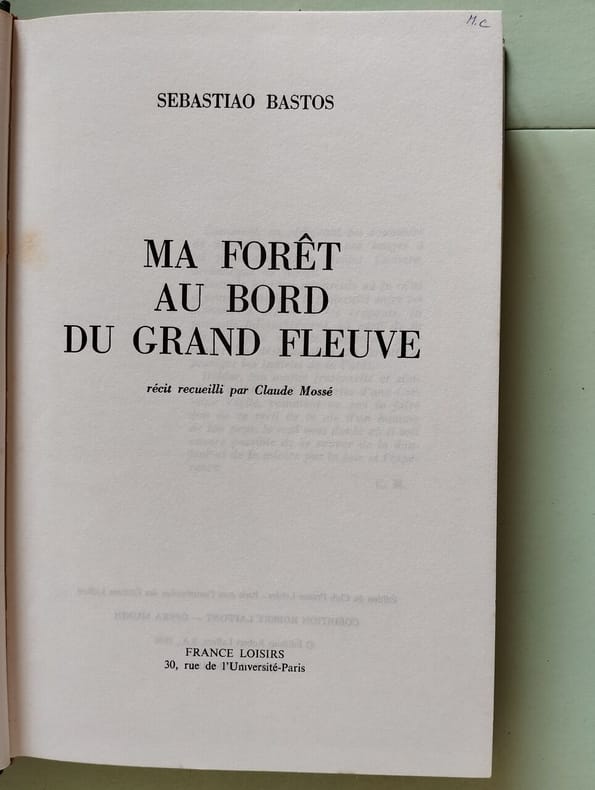 M.C
SEBASTIAO BASTOS
MA FORÊT
AU BORD
DU GRAND FLEUVE
récit recueilli par Claude Mossé
FRANCE LOISIRS
30, rue de l'Université-Paris